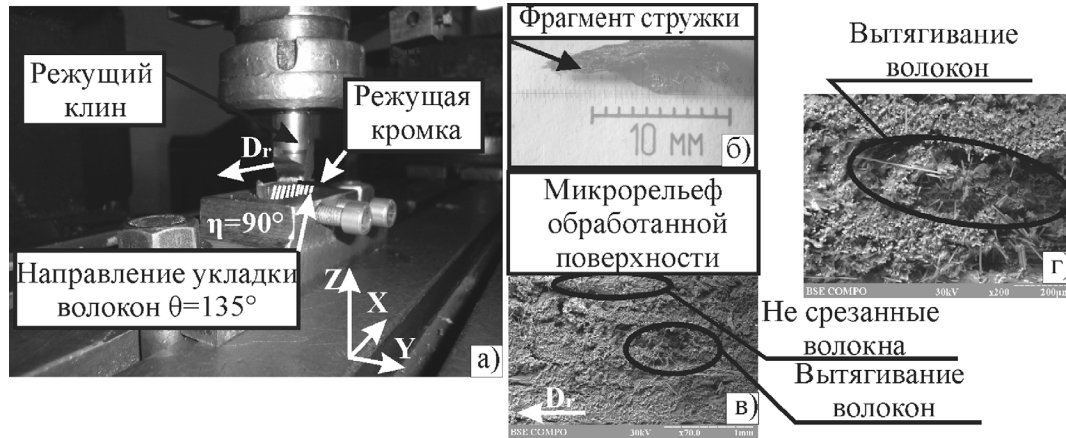 Режущий
клин
Режущая
кромка
Dr
η=90°
Направление укладки
волокон θ=135°
Z
X
Y
а)
Фрагмент стружки
10 мм
б)
Микрорельеф
обработанной
поверхности
Dr
в)
BSE COMPO 30kV x70.0 1mm
Вытягивание
волокон
г)
BSE COMPO 30kV x200 200μm
Не срезанные
волокна
Вытягивание
волокон